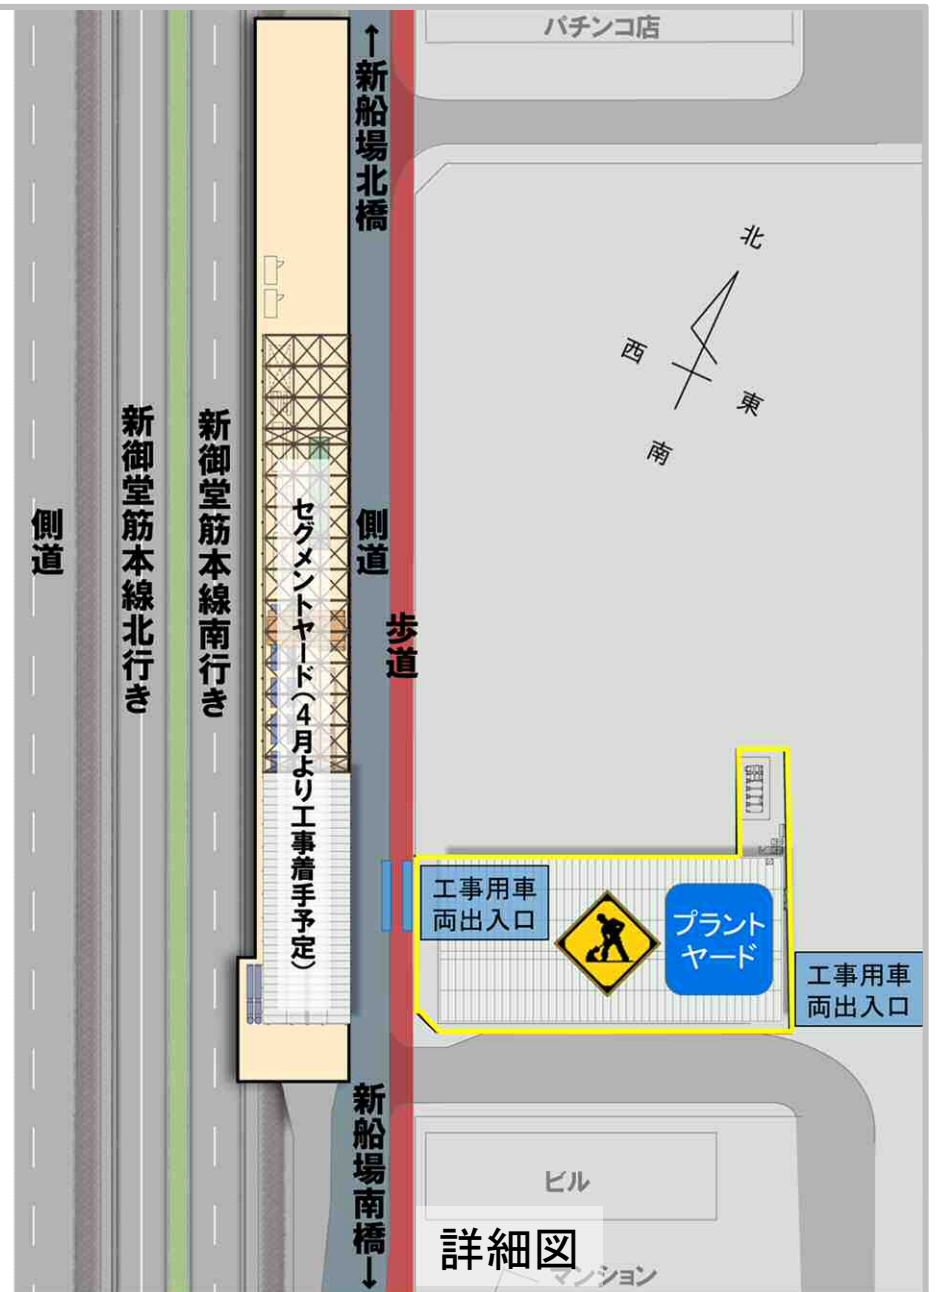 パチンコ店
↑新船場北橋
北
西
東
南
側道
新御堂筋本線北行き
新御堂筋本線南行き
セグメントヤード(4月より工事着手予定)
側道
歩道
工事用車
両出入口
プラント
ヤード
工事用車
両出入口
新船場南橋↓
ビル
詳細図
マンション